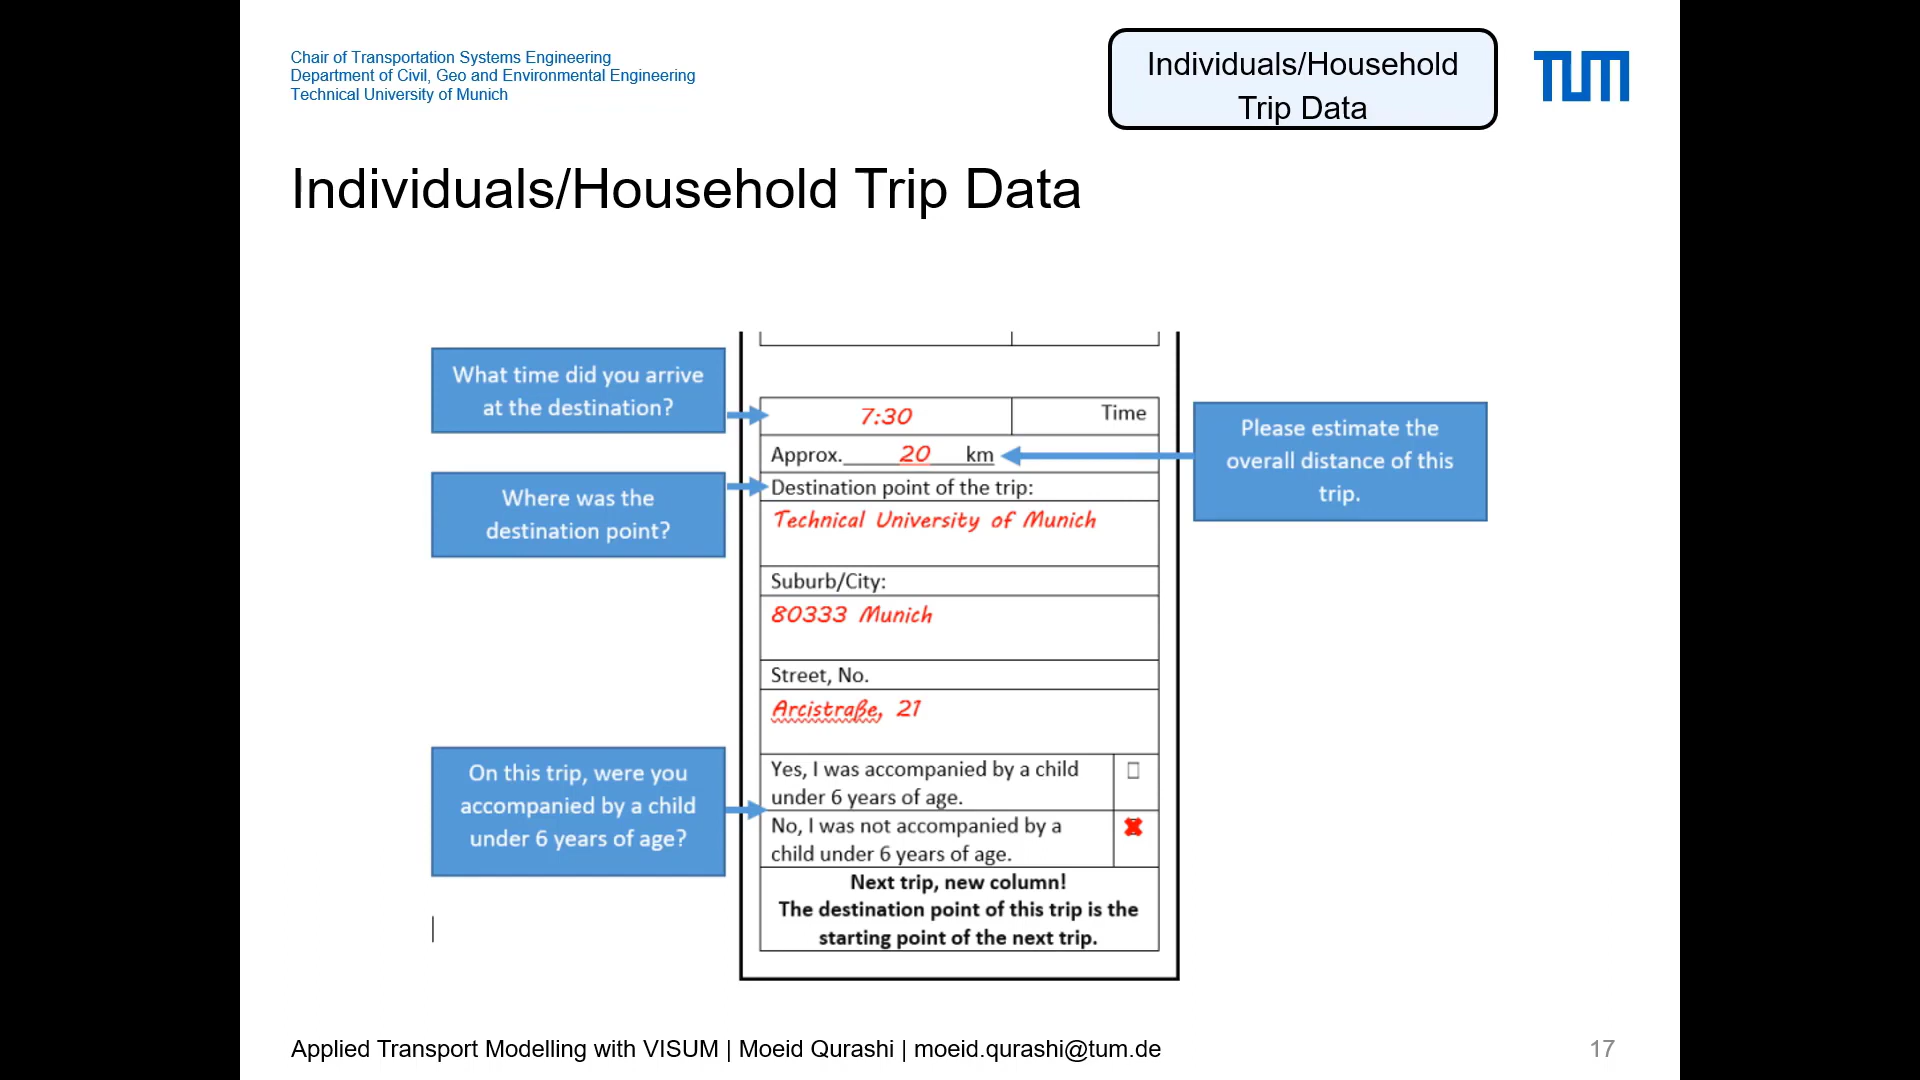 Chair of Transportation Systems Engineering
Department of Civil, Geo and Environmental Engineering
Technical University of Munich
Individuals/Household
Trip Data
TUM
Individuals/Household Trip Data
What time did you arrive
at the destination?
7:30 Time
Approx. 20 km
Please estimate the
overall distance of this
trip.
Where was the
destination point?
Destination point of the trip:
Technical University of Munich
Suburb/City:
80333 Munich
Street, No.
Arcistraße, 21
On this trip, were you
accompanied by a child
under 6 years of age?
Yes, I was accompanied by a child
under 6 years of age.
No, I was not accompanied by a
child under 6 years of age.
Next trip, new column!
The destination point of this trip is the
starting point of the next trip.
Applied Transport Modelling with VISUM | Moeid Qurashi | moeid.qurashi@tum.de
17